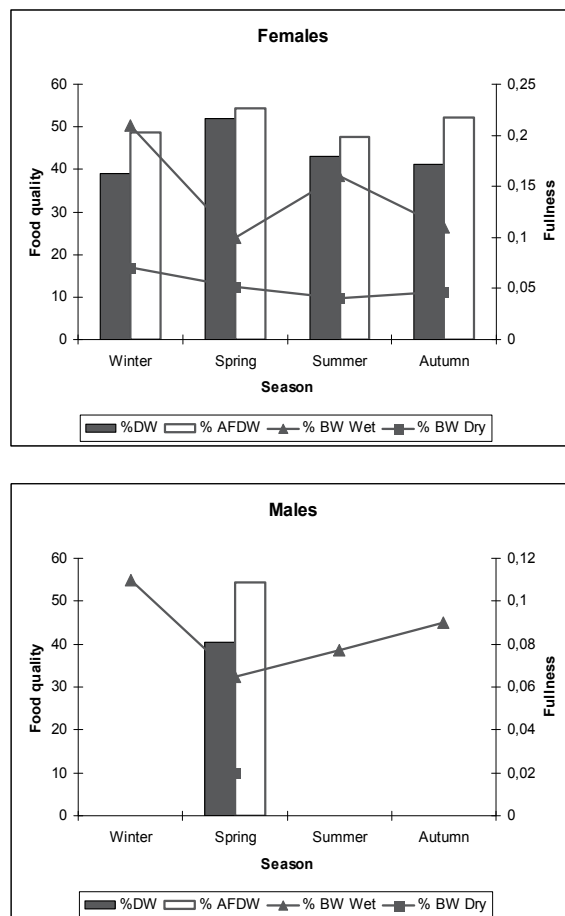 Females
60
50
40
30
20
10
0
Food quality
0,25
0,2
0,15
0,1
0,05
0
Fullness
Winter Spring Summer Autumn
Season
%DW % AFDW % BW Wet % BW Dry
Males
60
50
40
30
20
10
0
Food quality
0,12
0,1
0,08
0,06
0,04
0,02
0
Fullness
Winter Spring Summer Autumn
Season
%DW % AFDW % BW Wet % BW Dry